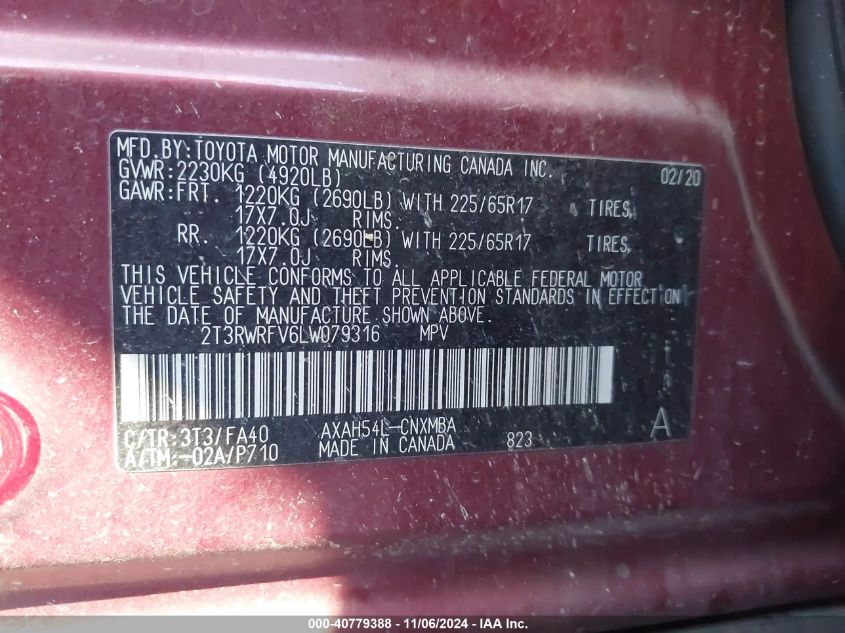 MFD.BY:TOYOTA MOTOR MANUFACTURING CANADA INC. 02/20
GVWR:2230KG (4920LB)
GAWR:FRT. 1220KG (2690LB) WITH 225/65R17 TIRES,
17X7.0J RIMS.
RR. 1220KG (2690LB) WITH 225/65R17 TIRES,
17X7.0J RIMS.
THIS VEHICLE CONFORMS TO ALL APPLICABLE FEDERAL MOTOR
VEHICLE SAFETY AND THEFT PREVENTION STANDARDS IN EFFECT ON
THE DATE OF MANUFACTURE SHOWN ABOVE.
2T3RWRFV6LW079316 MPV
C/TR:3T3/FA40 AXAH54L-CNXMBA A
A/TM:-02A/P710 MADE IN CANADA 823
000-40779388 - 11/06/2024 - IAA Inc.